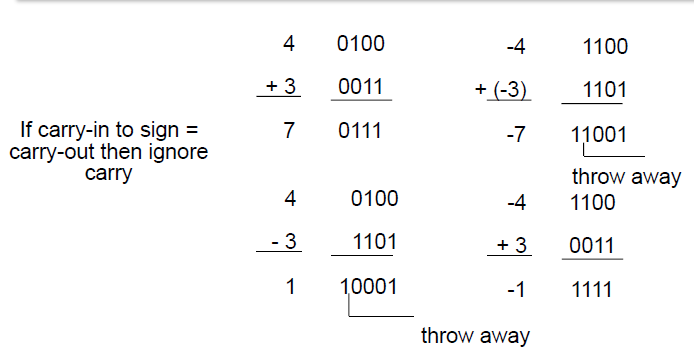 4 0100 -4 1100
+ 3 0011 + (-3) 1101
If carry-in to sign =
carry-out then ignore
carry
7 0111 -7 11001
throw away
4 0100 -4 1100
- 3 1101 + 3 0011
1 10001 -1 1111
throw away